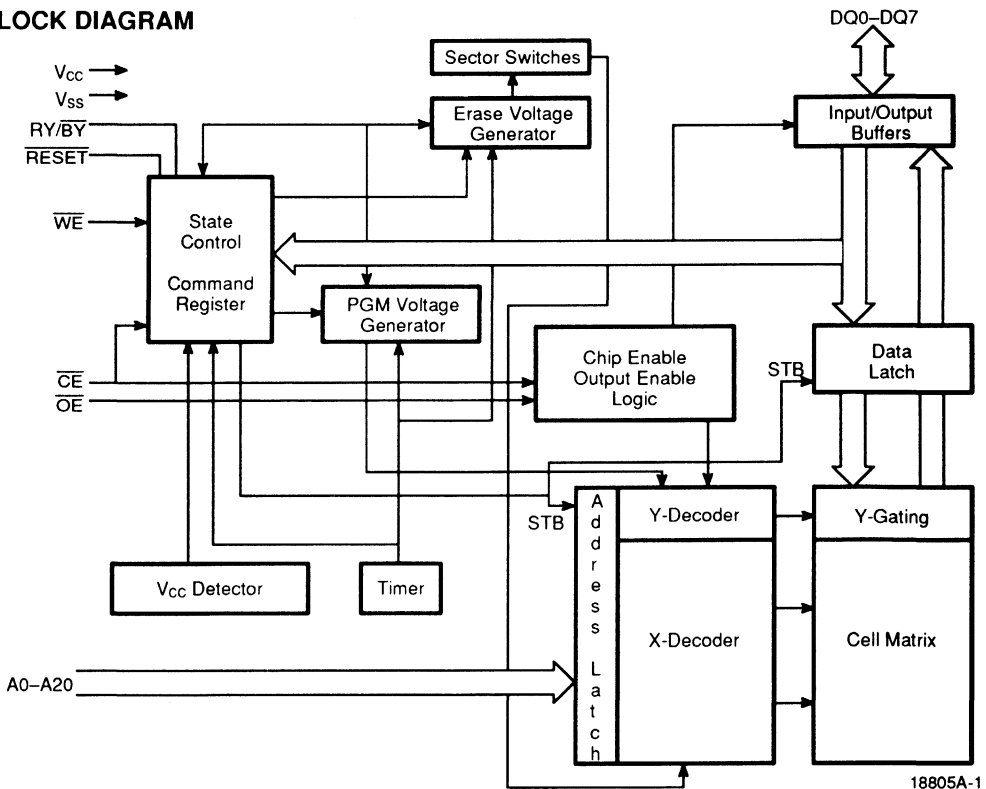 LOCK DIAGRAM
DQ0–DQ7
Sector Switches
VCC
VSS
Erase Voltage
Generator
Input/Output
Buffers
RY/BY
RESET
WE
State
Control
Command
Register
PGM Voltage
Generator
Chip Enable
Output Enable
Logic
Data
Latch
STB
CE
OE
STB
Address Latch
Y-Decoder
Y-Gating
VCC Detector
Timer
X-Decoder
Cell Matrix
A0–A20
18805A-1